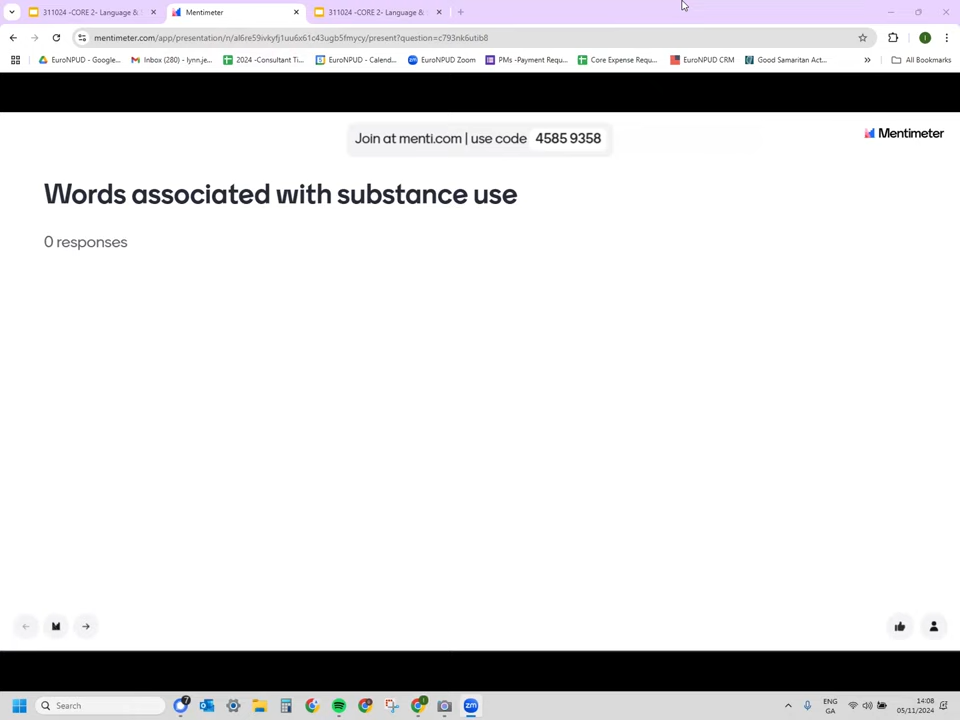 311024 -CORE 2- Language &
Mentimeter
311024 -CORE 2- Language &
mentimeter.com/app/presentation/n/al6re59ivkyfj1uu6x61c43ugb5fmycy/present?question=c793nk6utib8
EuroNPUD - Google...
Inbox (280) - lynn.je...
2024 -Consultant Ti...
EuroNPUD - Calend...
EuroNPUD Zoom
PMs -Payment Requ...
Core Expense Requ...
EuroNPUD CRM
Good Samaritan Act...
All Bookmarks
Join at menti.com | use code 4585 9358
Mentimeter
Words associated with substance use
0 responses
Search
7
ENG
GA
14:08
05/11/2024